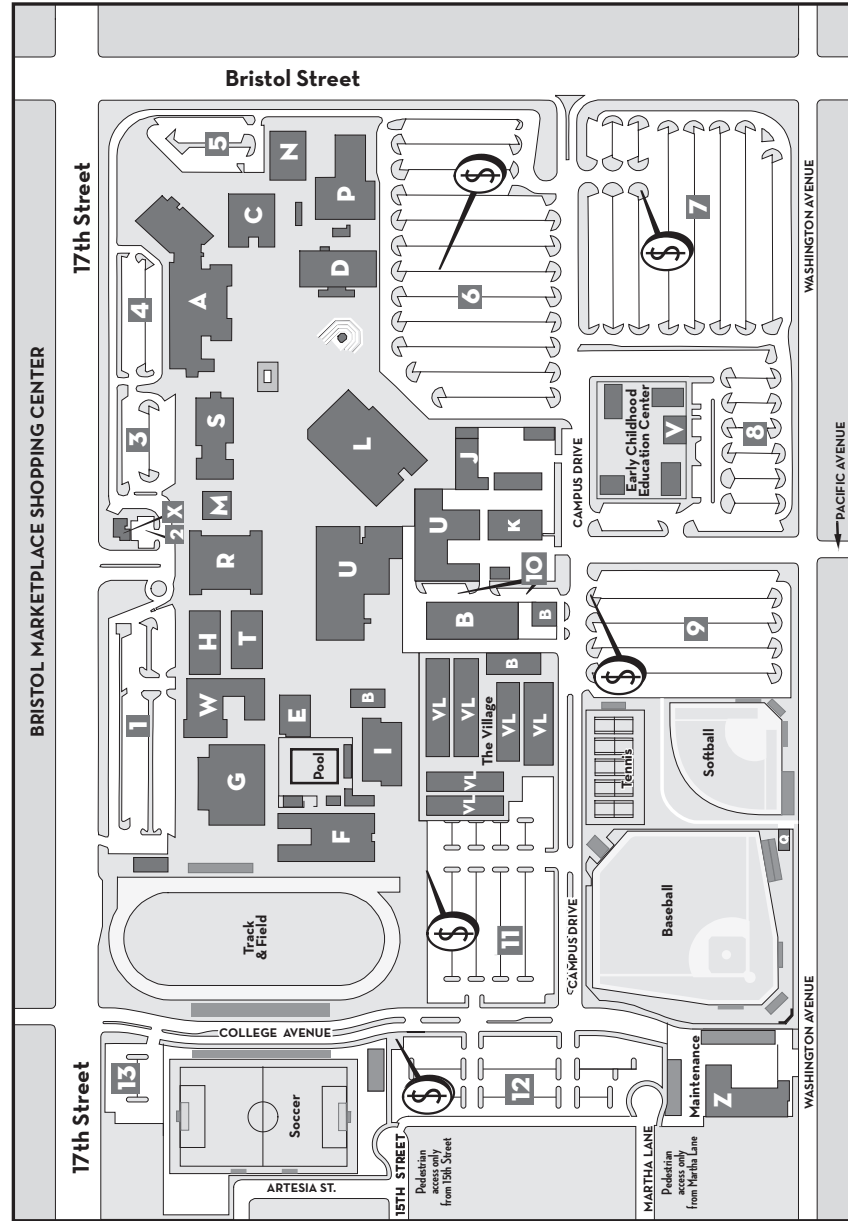 Bristol Street
17th Street
BRISTOL MARKETPLACE SHOPPING CENTER
5
N
C
P
A
D
4
$
6
$
7
WASHINGTON AVENUE
3
S
L
J
CAMPUS DRIVE
Early Childhood
Education Center
V
8
X
2
M
R
U
U
K
10
PACIFIC AVENUE
1
H
T
W
E
B
G
Pool
I
F
B
B
B
VL
VL
The Village
VL
VL
VL
VL
$
9
Tennis
Softball
Baseball
Track
& Field
$
11
CAMPUS DRIVE
COLLEGE AVENUE
17th Street
13
Soccer
ARTESIA ST.
$
12
15TH STREET
Pedestrian
access only
from 15th Street
MARTHA LANE
Pedestrian
access only
from Martha Lane
Maintenance
Z
WASHINGTON AVENUE